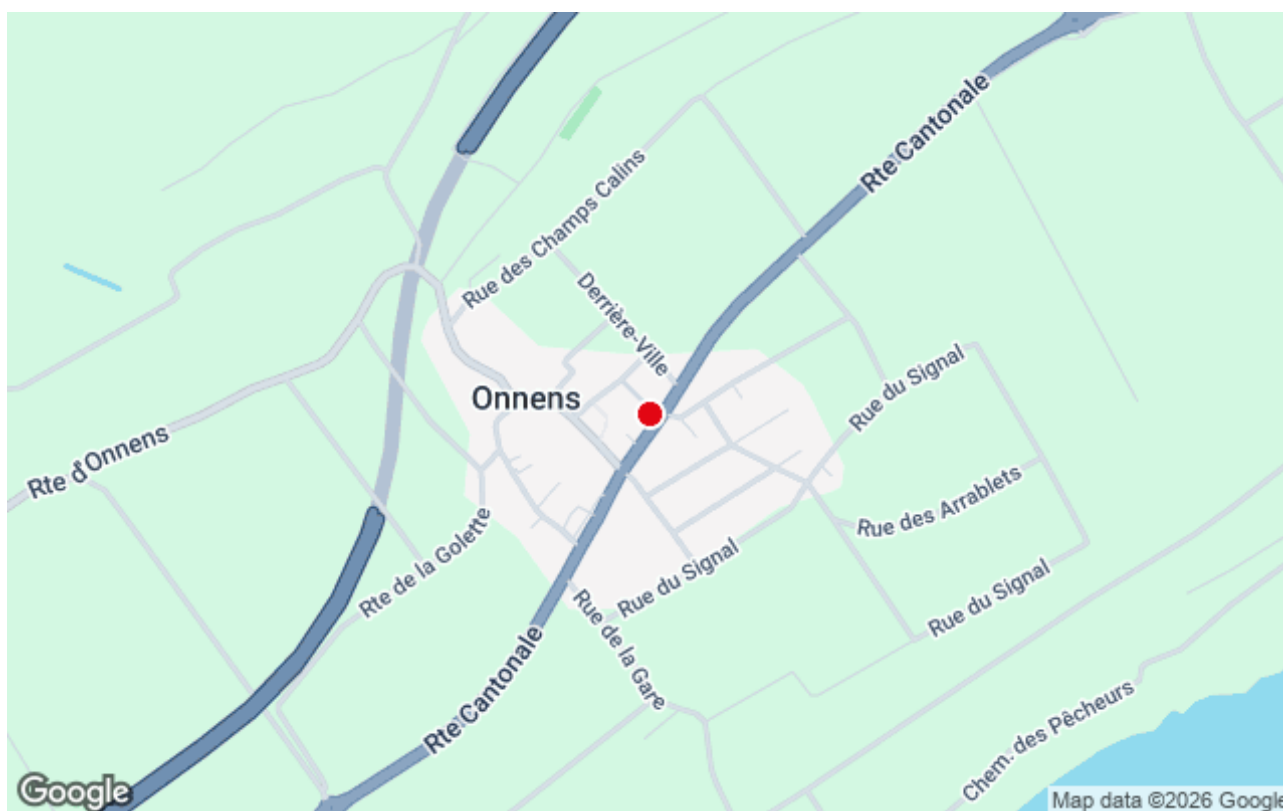 Rte Cantonale
Rue des Champs Calins
Derrière-Ville
Onnens
Rue du Signal
Rte d'Onnens
Rue des Arrablets
Rte de la Golette
Rue du Signal
Rue du Signal
Rue de la Gare
Rte Cantonale
Chem. des Pêcheurs
Google
Map data ©2026 Google